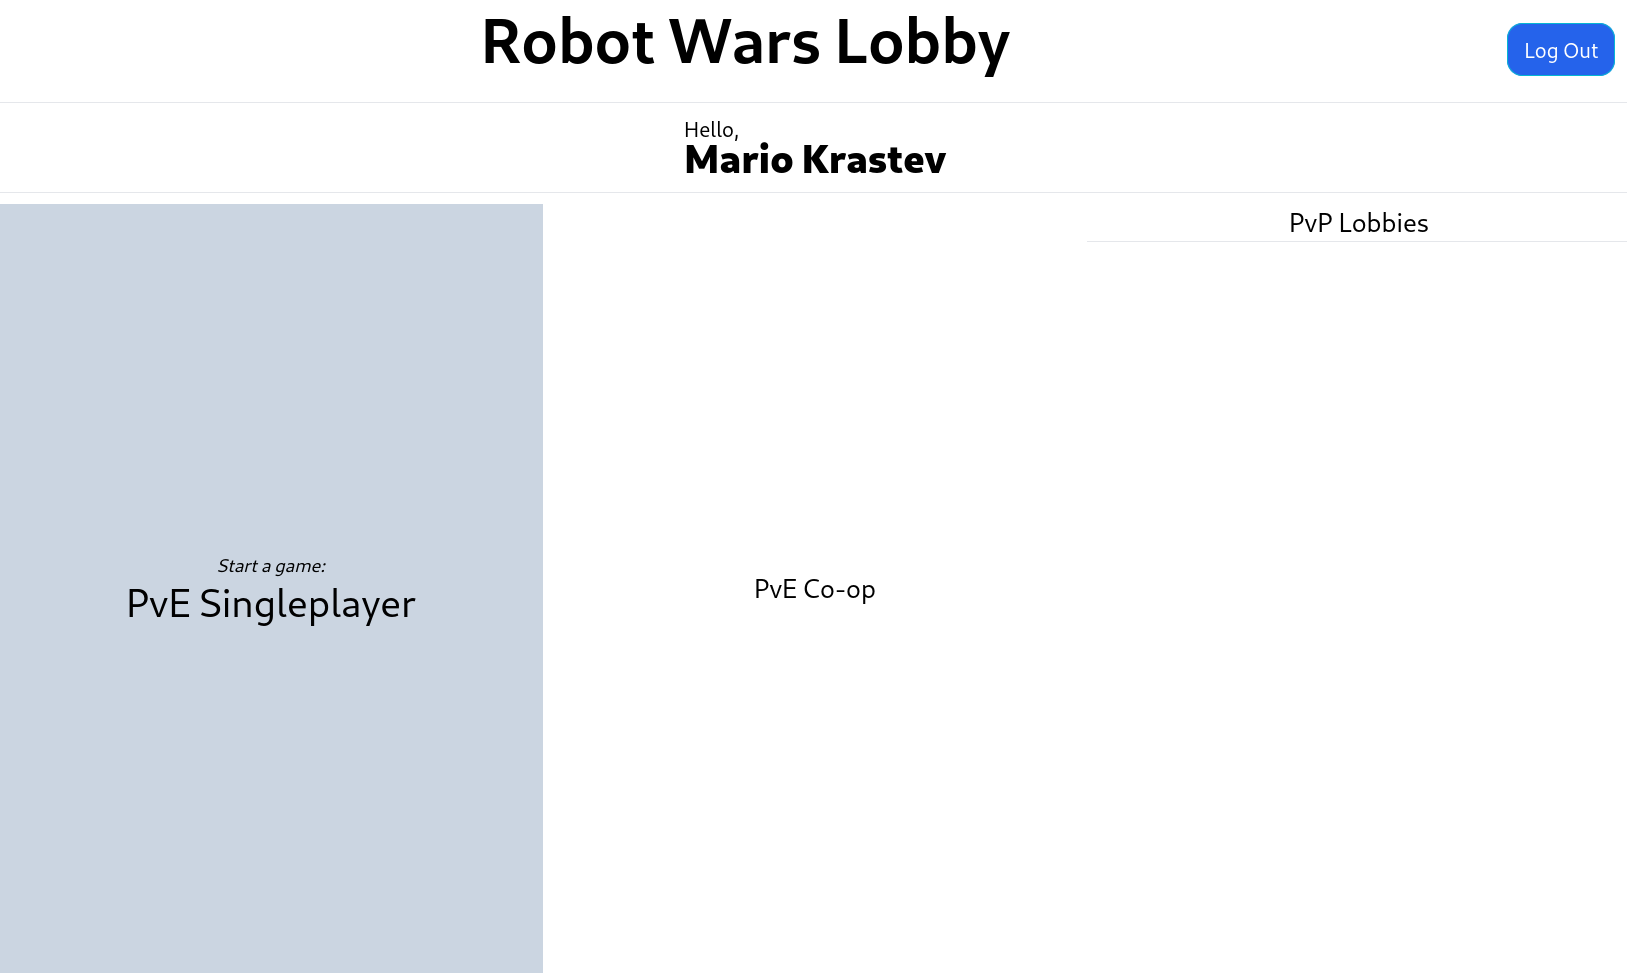 Robot Wars Lobby
Log Out
Hello,
Mario Krastev
Start a game:
PvE Singleplayer
PvE Co-op
PvP Lobbies